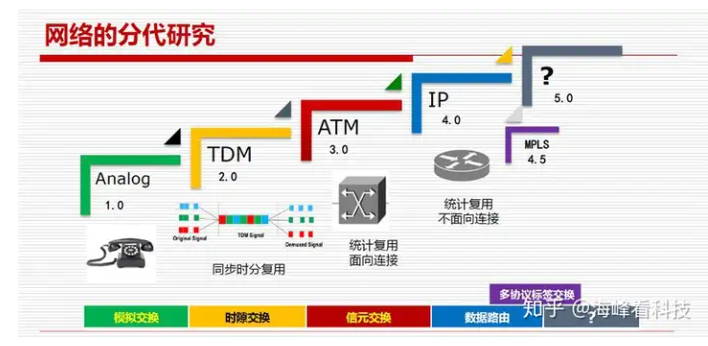 网络的分代研究
?
5.0
IP
4.0
ATM
3.0
MPLS
4.5
TDM
2.0
Analog
1.0
Original Signal
TDM Signal
Demuxed Signal
同步时分复用
统计复用
面向连接
统计复用
不面向连接
多协议标签交换
模拟交换
时隙交换
信元交换
数据路由
?
知乎 @海峰看科技